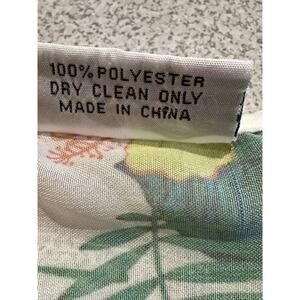 100% POLYESTER
DRY CLEAN ONLY
MADE IN CHINA